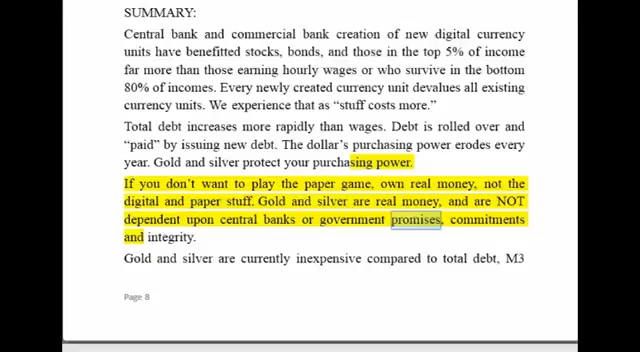 SUMMARY:
Central bank and commercial bank creation of new digital currency
units have benefitted stocks, bonds, and those in the top 5% of income
far more than those earning hourly wages or who survive in the bottom
80% of incomes. Every newly created currency unit devalues all existing
currency units. We experience that as “stuff costs more.”
Total debt increases more rapidly than wages. Debt is rolled over and
“paid” by issuing new debt. The dollar’s purchasing power erodes every
year. Gold and silver protect your purchasing power.
If you don’t want to play the paper game, own real money, not the
digital and paper stuff. Gold and silver are real money, and are NOT
dependent upon central banks or government promises, commitments
and integrity.
Gold and silver are currently inexpensive compared to total debt, M3
Page 8